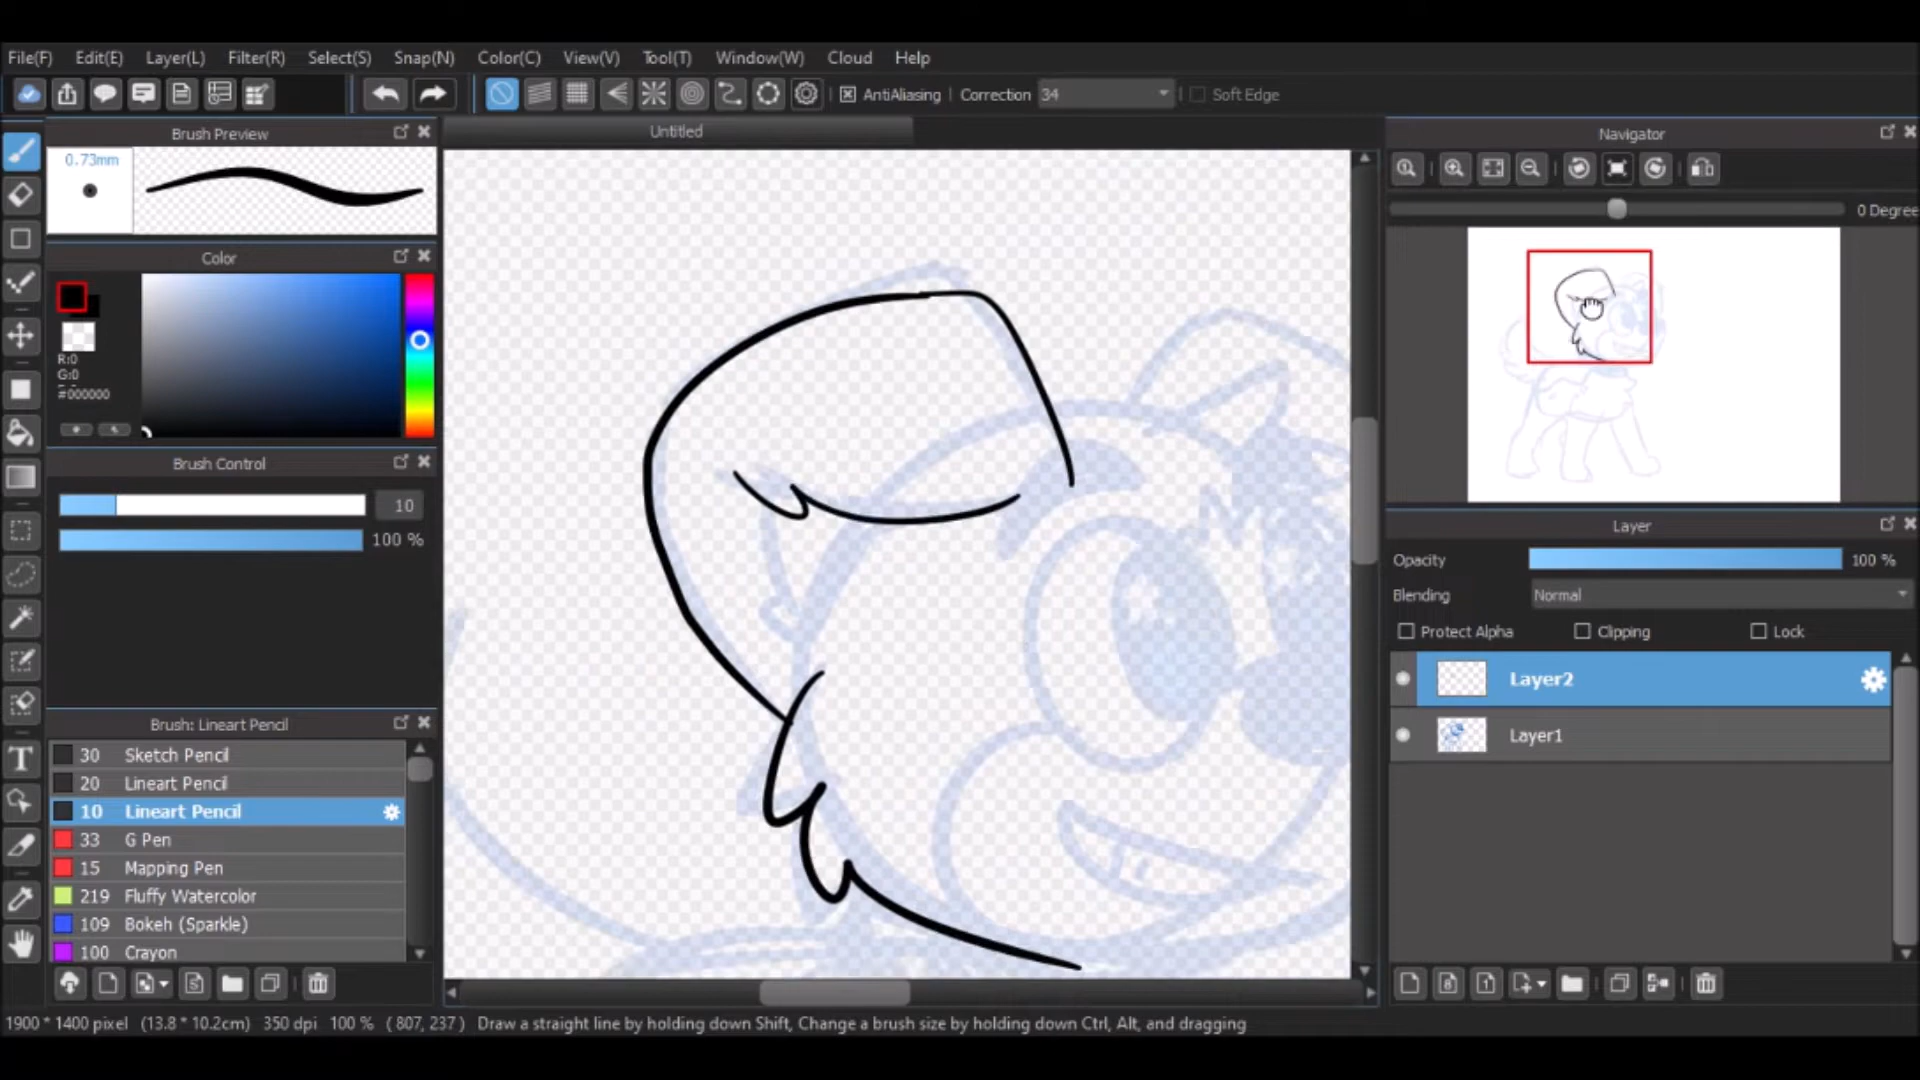 File(F) Edit(E) Layer(L) Filter(R) Select(S) Snap(N) Color(C) View(V) Tool(T) Window(W) Cloud Help
AntiAliasing Correction 34 Soft Edge
Brush Preview
0.73mm
Color
R:0
G:0
#000000
Brush Control
10
100 %
Brush: Lineart Pencil
30 Sketch Pencil
20 Lineart Pencil
10 Lineart Pencil
33 G Pen
15 Mapping Pen
219 Fluffy Watercolor
109 Bokeh (Sparkle)
100 Crayon
Untitled
Navigator
0 Degree
Layer
Opacity 100 %
Blending Normal
Protect Alpha Clipping Lock
Layer2
Layer1
1900 * 1400 pixel (13.8 * 10.2cm) 350 dpi 100 % ( 807, 237 ) Draw a straight line by holding down Shift, Change a brush size by holding down Ctrl, Alt, and dragging